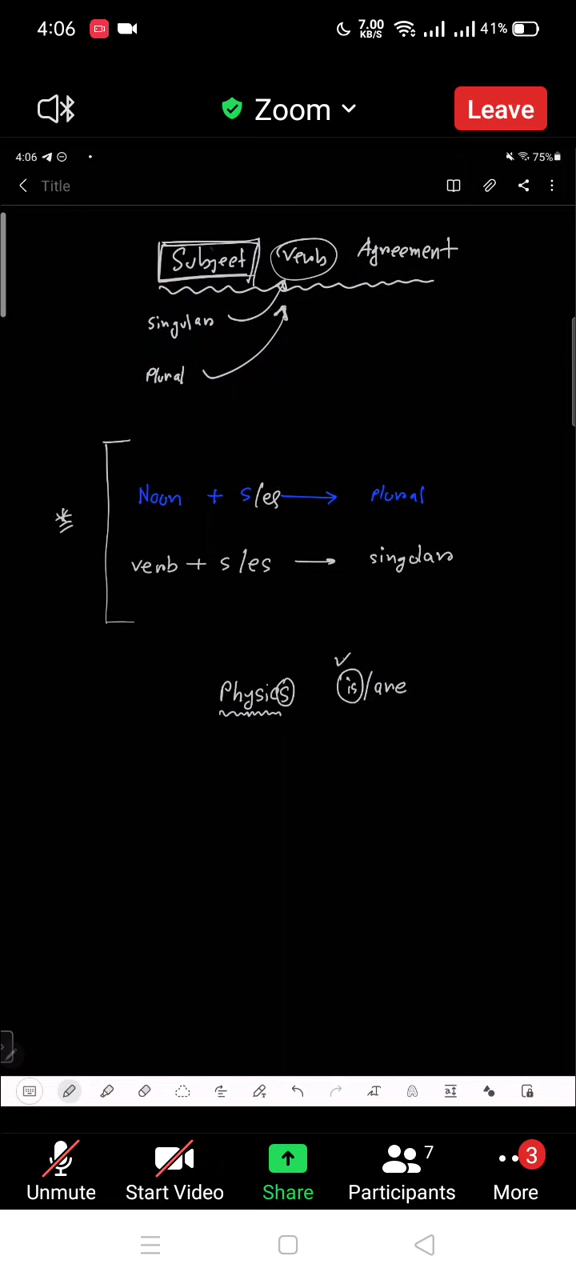 4:06 7.00 KB/S 41%
Zoom Leave
4:06 75%
Title
Subject Verb Agreement
Singular
Plural
Noun + s/es → Plural
verb + s/es → singular
Physics is/are
Unmute Start Video Share Participants 7 More 3